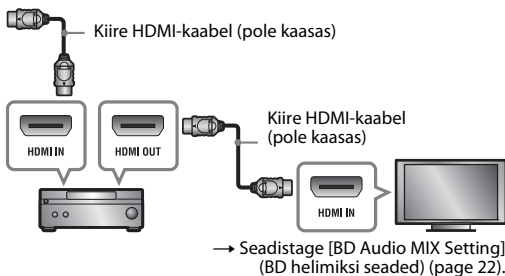 Kiire HDMI-kaabel (pole kaasas)
Kiire HDMI-kaabel
(pole kaasas)
HDMI IN
HDMI OUT
HDMI IN
→ Seadistage [BD Audio MIX Setting]
(BD helimiksi seaded) (page 22).